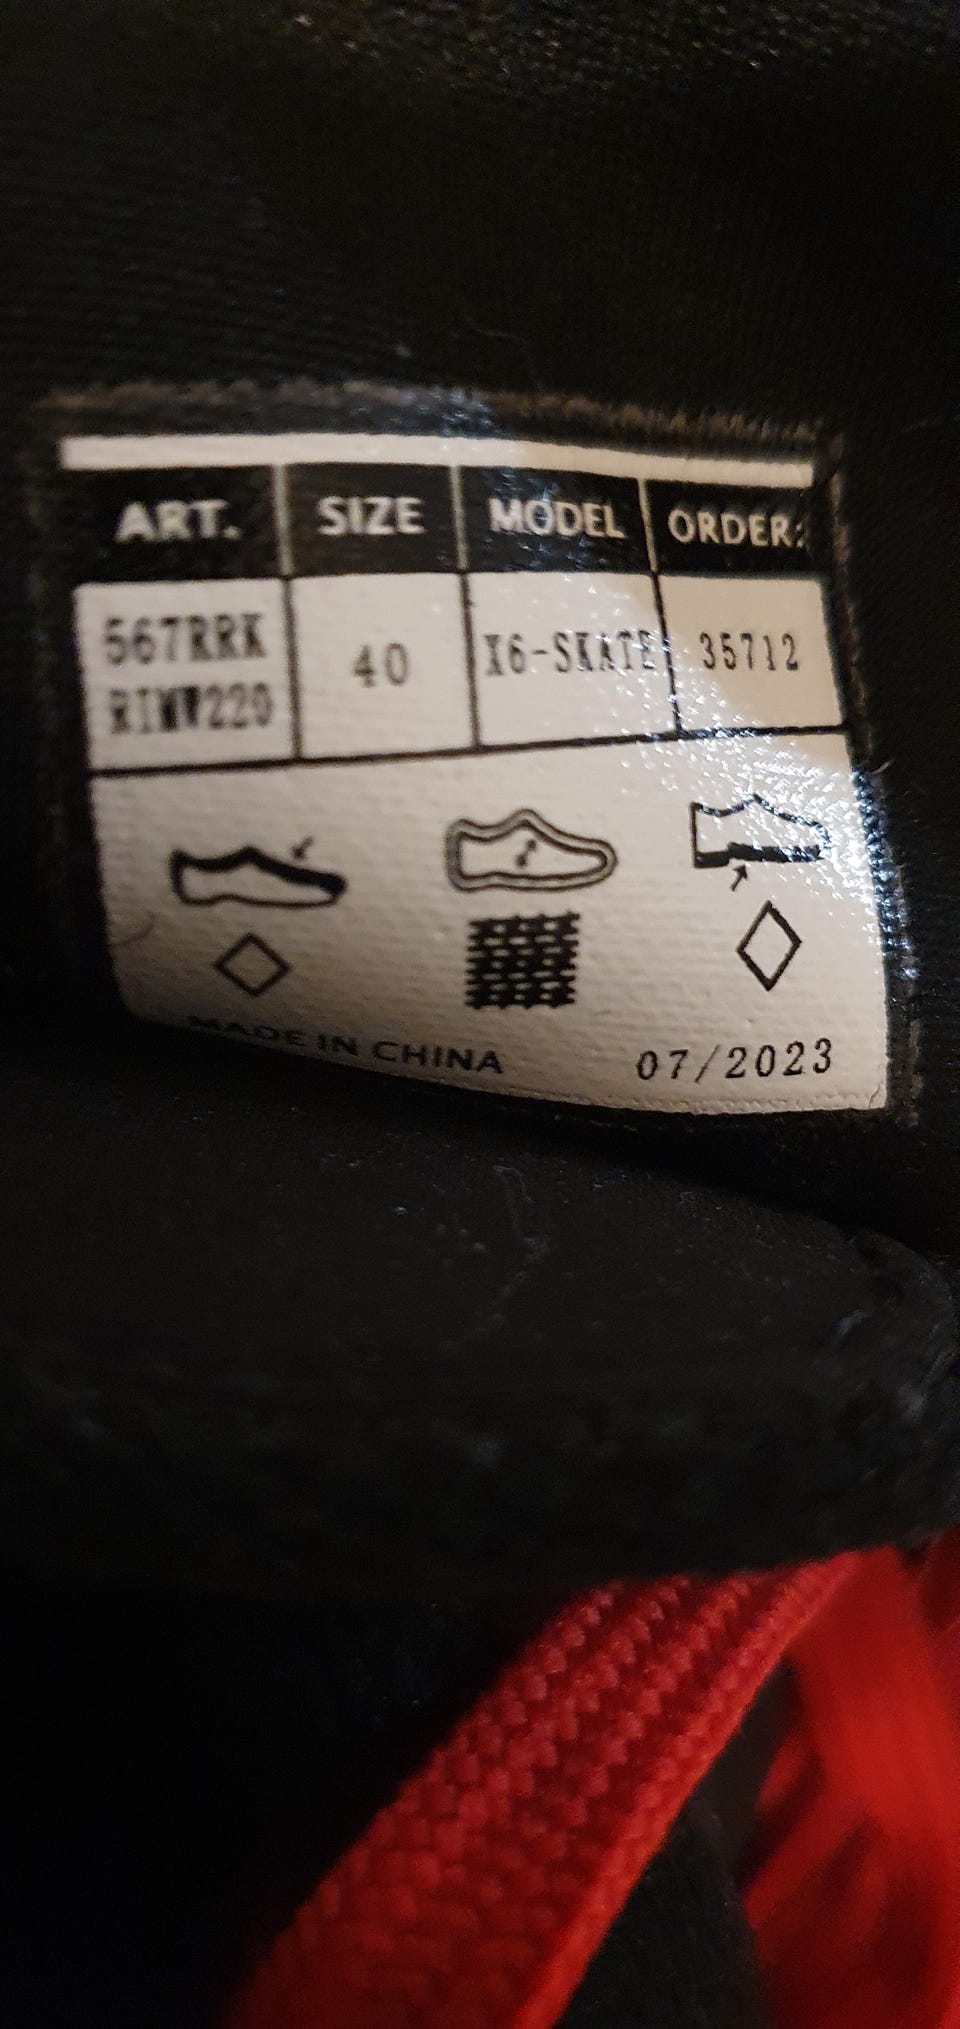 ART. SIZE MODEL ORDER:
567RRK
40 X6-SKATE 35712
RIMW220
MADE IN CHINA 07/2023